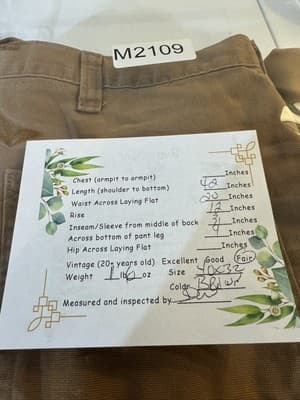 M2109
Chest (armpit to armpit) ___Inches
Length (shoulder to bottom) 42 Inches
Waist Across Laying Flat 20 Inches
Rise 12 Inches
Inseam/Sleeve from middle of back 31 Inches
Across bottom of pant leg 9 Inches
Hip Across Laying Flat ___Inches
Vintage (20+ years old) Excellent Good Fair
Weight 1 lb 6 oz Size 40x32
Color Brown
Measured and inspected by